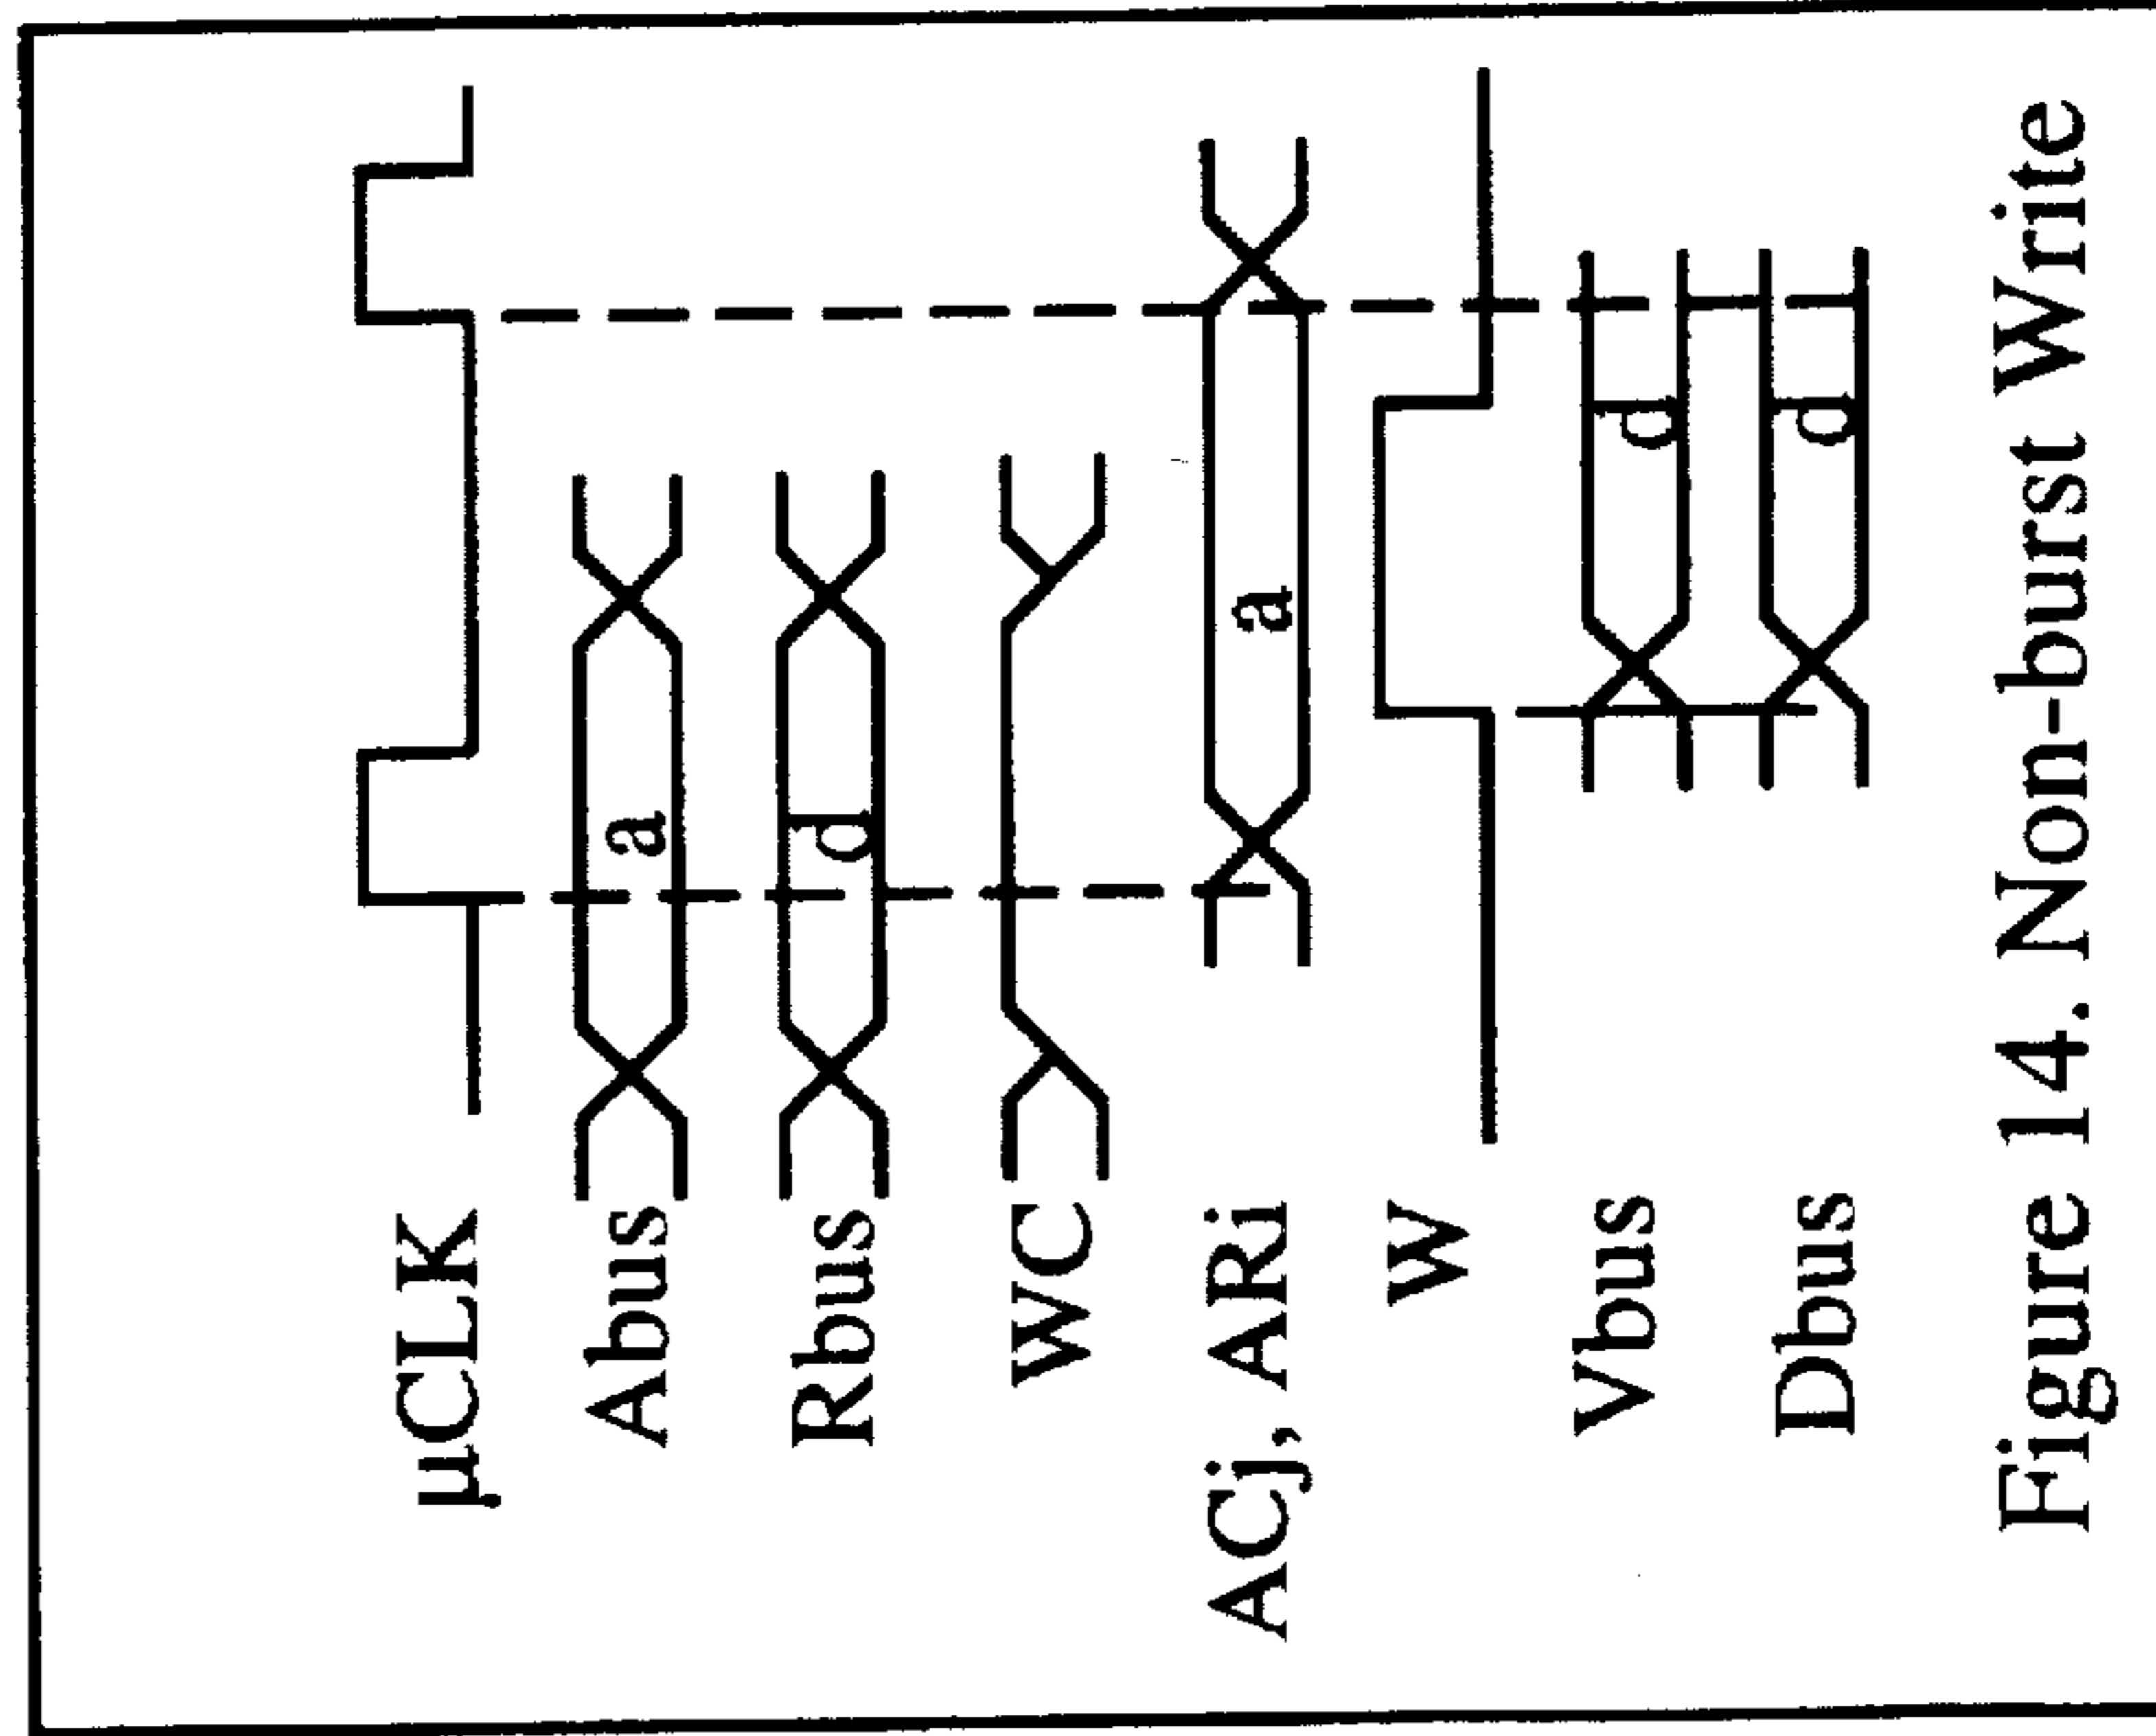 μCLK
Abus a
Rbus d
WC
ACj, ARi a
W
Vbus d
Dbus d
Figure 14. Non-burst Write